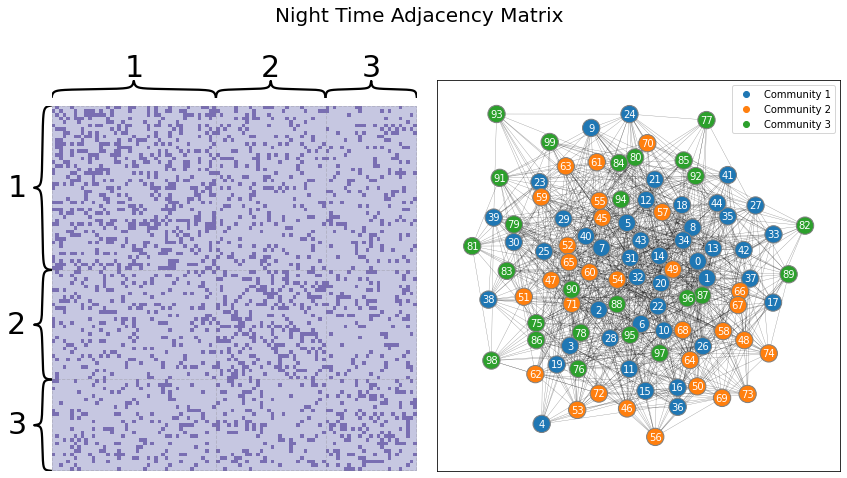 Night Time Adjacency Matrix
1 2 3
1
2
3
Community 1
Community 2
Community 3
93 24 77
9
99 70
63 61 84 80 85
91 23 21 92 41
59 55 94 12 18 44 27
39 79 29 45 5 57 8 35 33 82
81 30 25 52 40 7 43 34 13 42
83 65 60 31 14 49 0 89
38 51 47 90 54 32 20 1 37
71 2 88 22 96 87 66 67 17
75 78 6 10 68 58
86 3 28 95 26 48
98 19 76 11 97 64 74
62 72 15 16 50
4 53 46 36 69 73
56